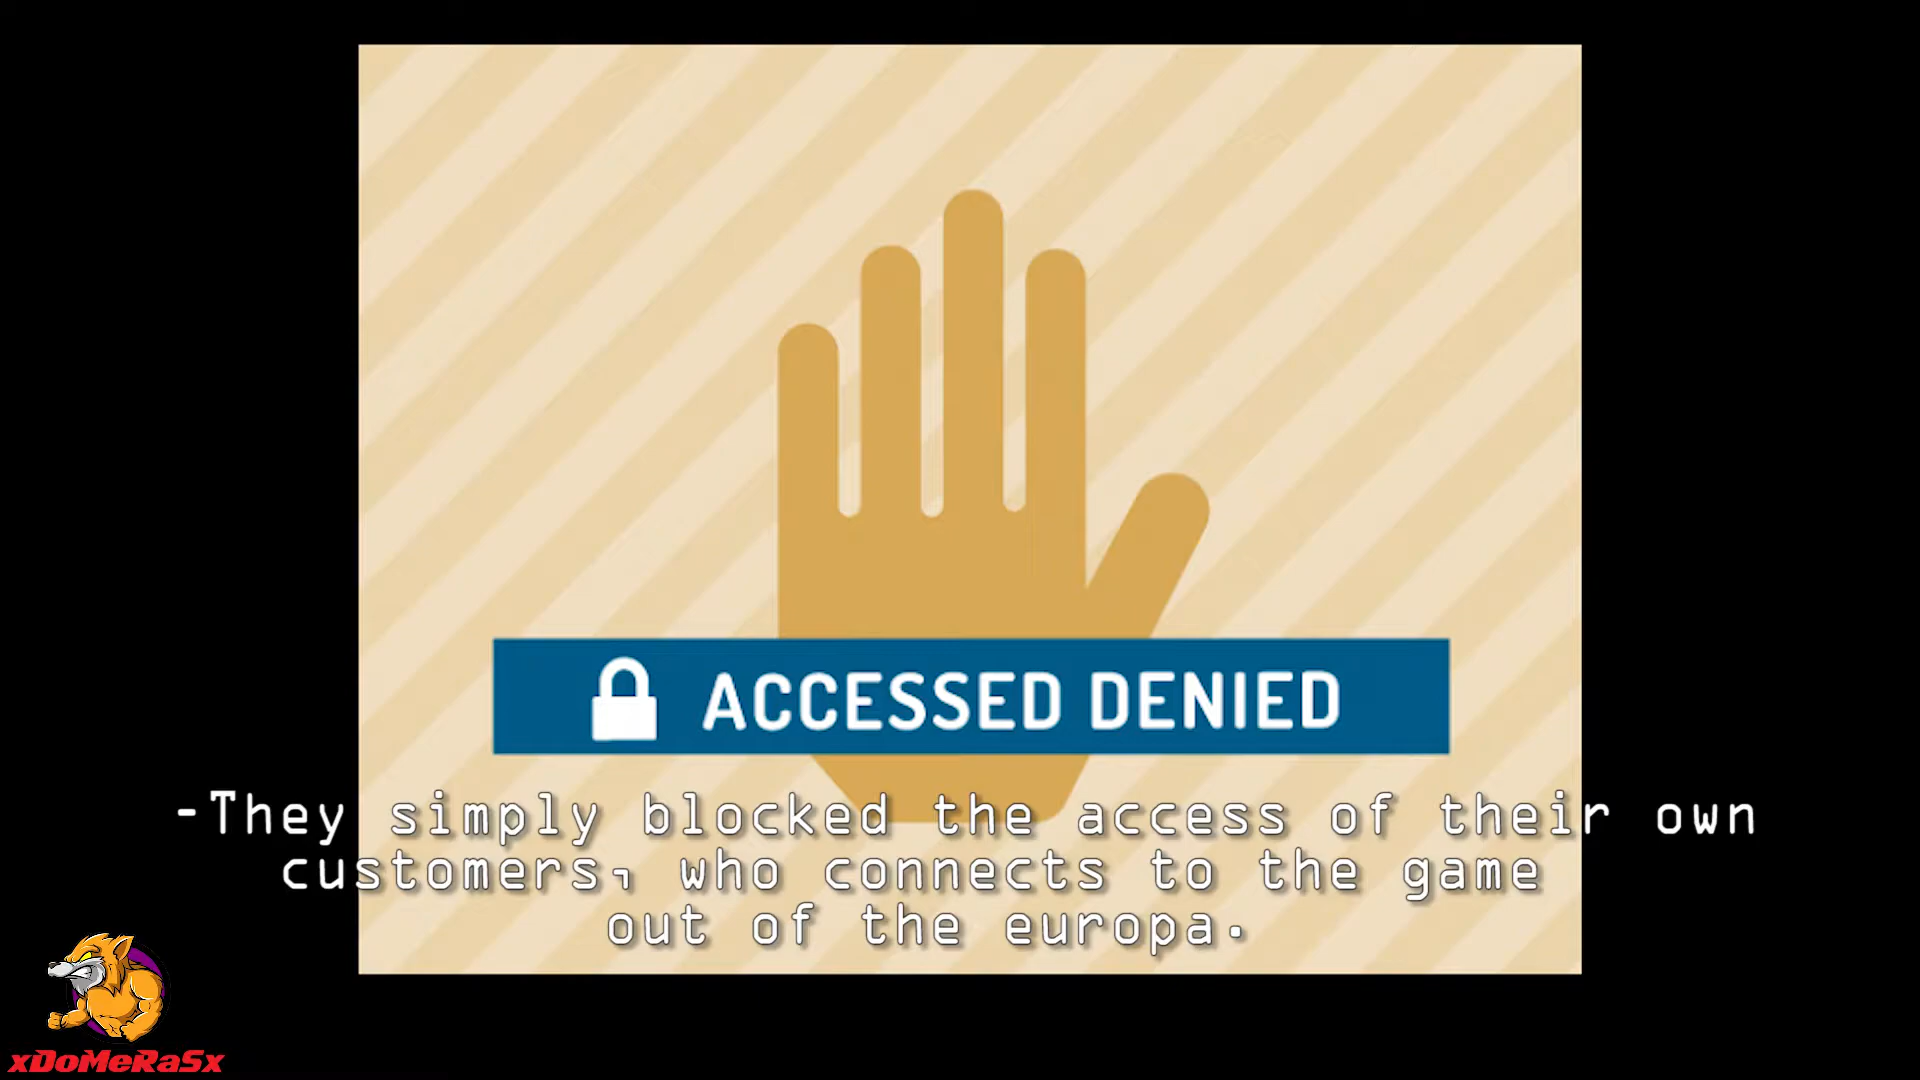 ACCESSED DENIED
-They simply blocked the access of their own
customers, who connects to the game
out of the europa.
xDoMeRaSx